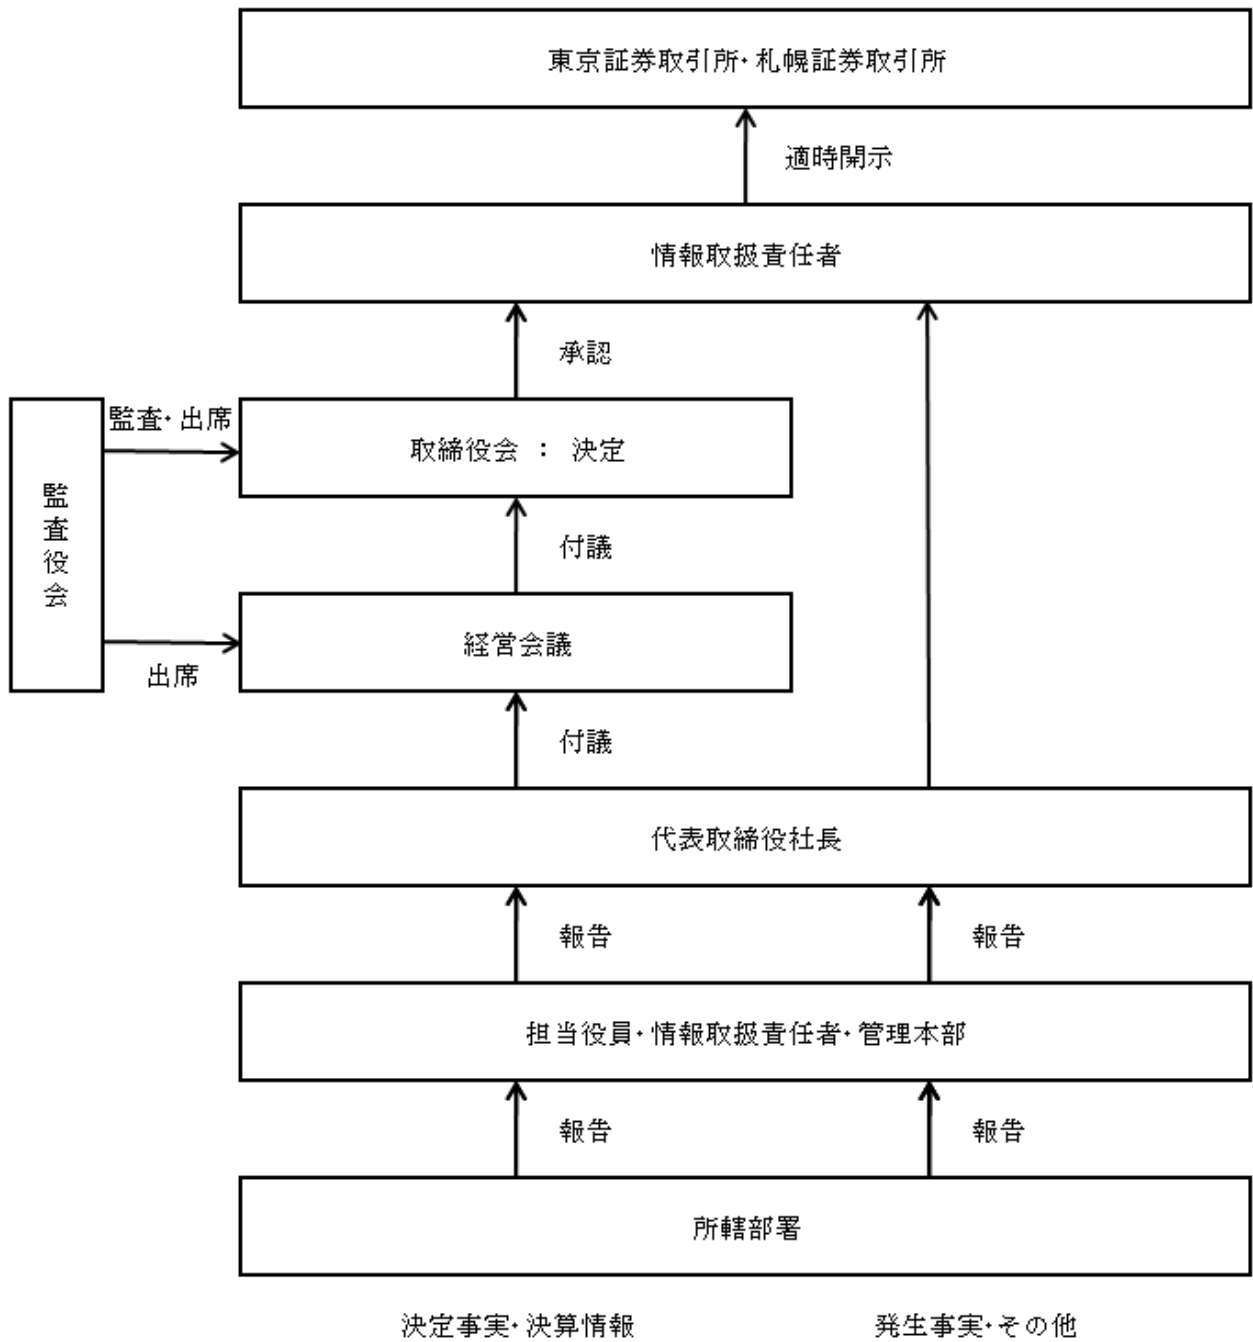 東京証券取引所・札幌証券取引所
適時開示
情報取扱責任者
承認
監査・出席
取締役会 : 決定
監査役会
付議
経営会議
出席
付議
代表取締役社長
報告
報告
担当役員・情報取扱責任者・管理本部
報告
報告
所轄部署
決定事実・決算情報
発生事実・その他